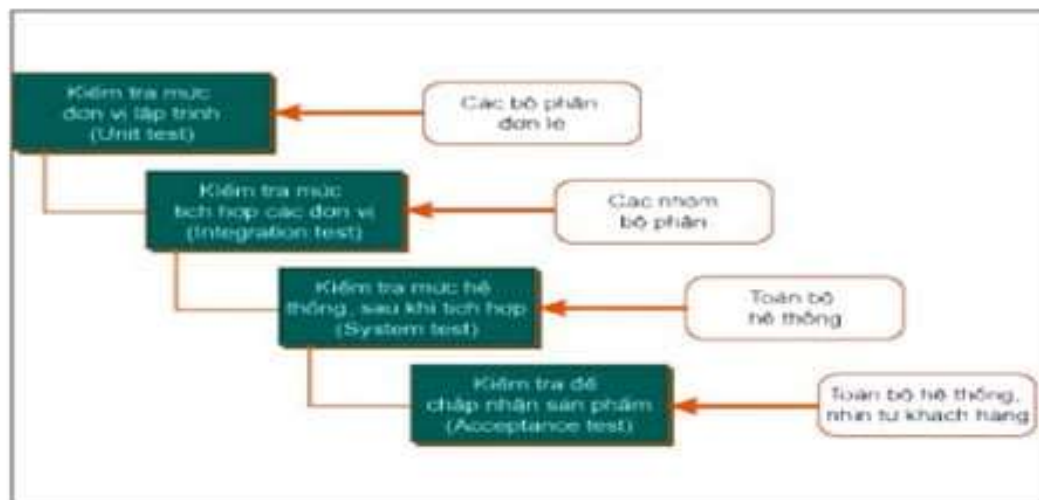 Kiểm tra mức
đơn vị lập trình
(Unit test)
Các bộ phận
đơn lẻ
Kiểm tra mức
tích hợp các đơn vị
(Integration test)
Các nhóm
bộ phận
Kiểm tra mức hệ
thống, sau khi tích hợp
(System test)
Toàn bộ
hệ thống
Kiểm tra để
chấp nhận sản phẩm
(Acceptance test)
Toàn bộ hệ thống,
nhìn từ khách hàng